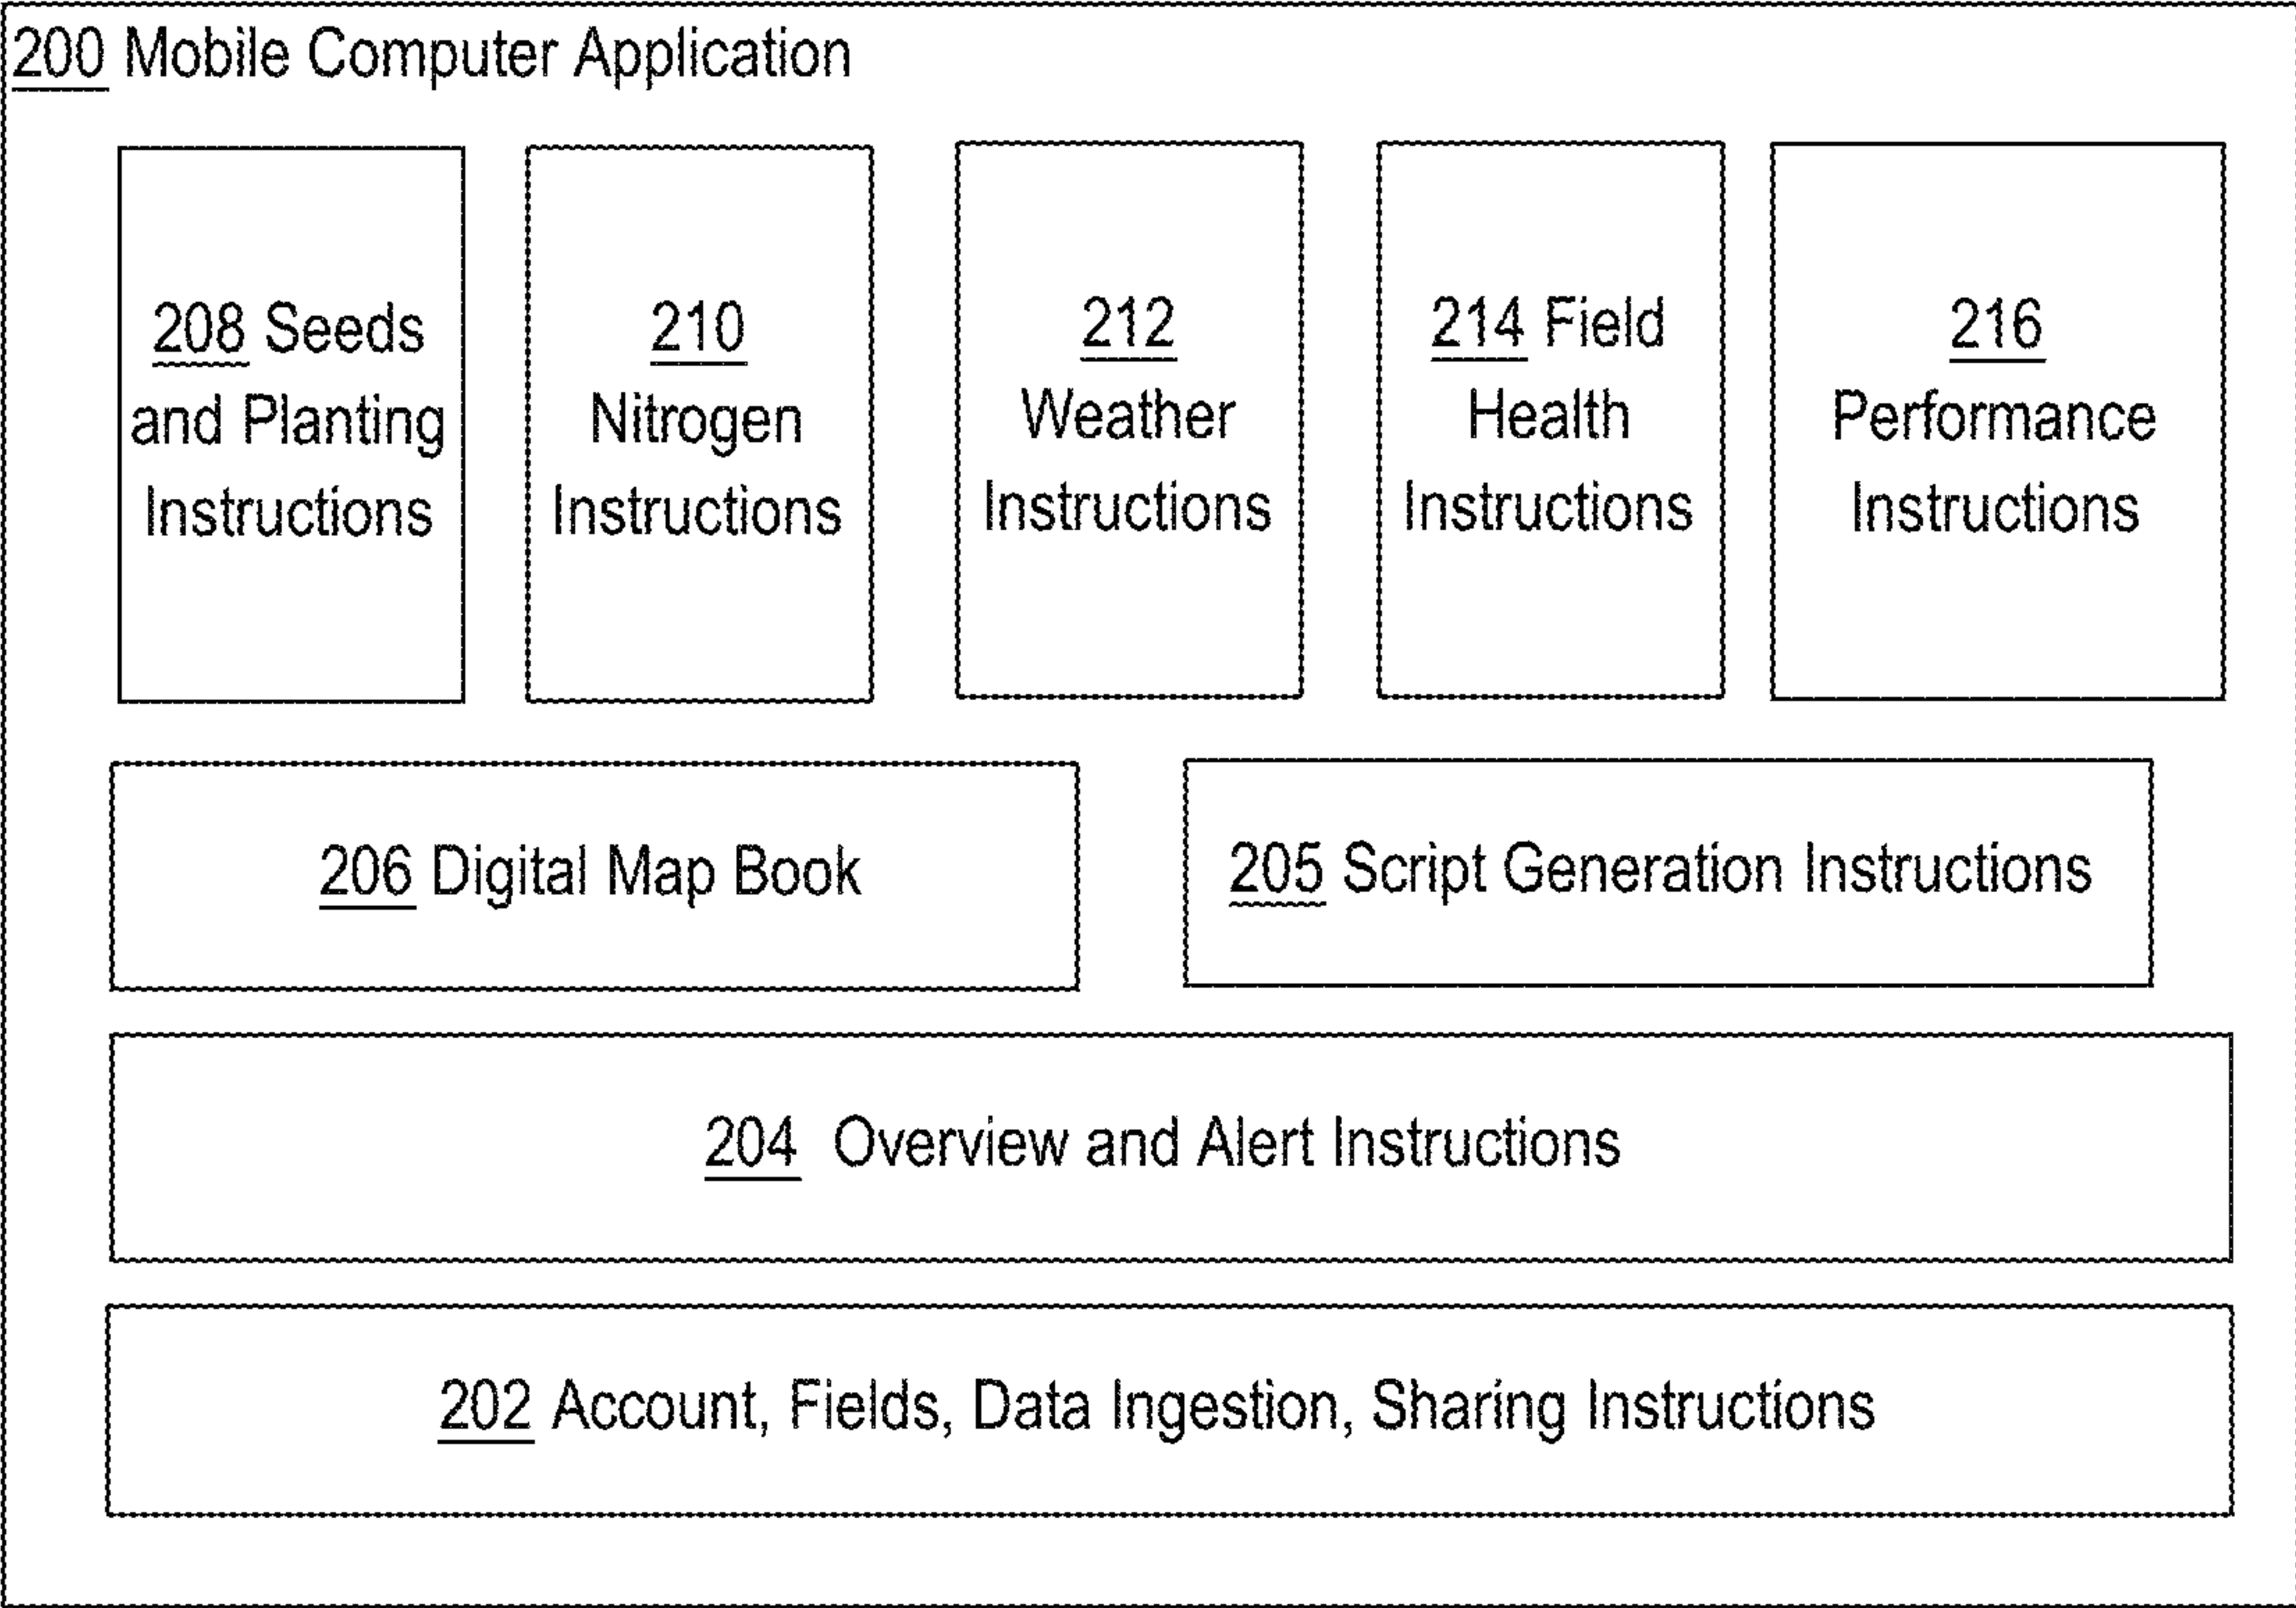 200 Mobile Computer Application
208 Seeds
and Planting
Instructions
210
Nitrogen
Instructions
212
Weather
Instructions
214 Field
Health
Instructions
216
Performance
Instructions
206 Digital Map Book
205 Script Generation Instructions
204 Overview and Alert Instructions
202 Account, Fields, Data Ingestion, Sharing Instructions